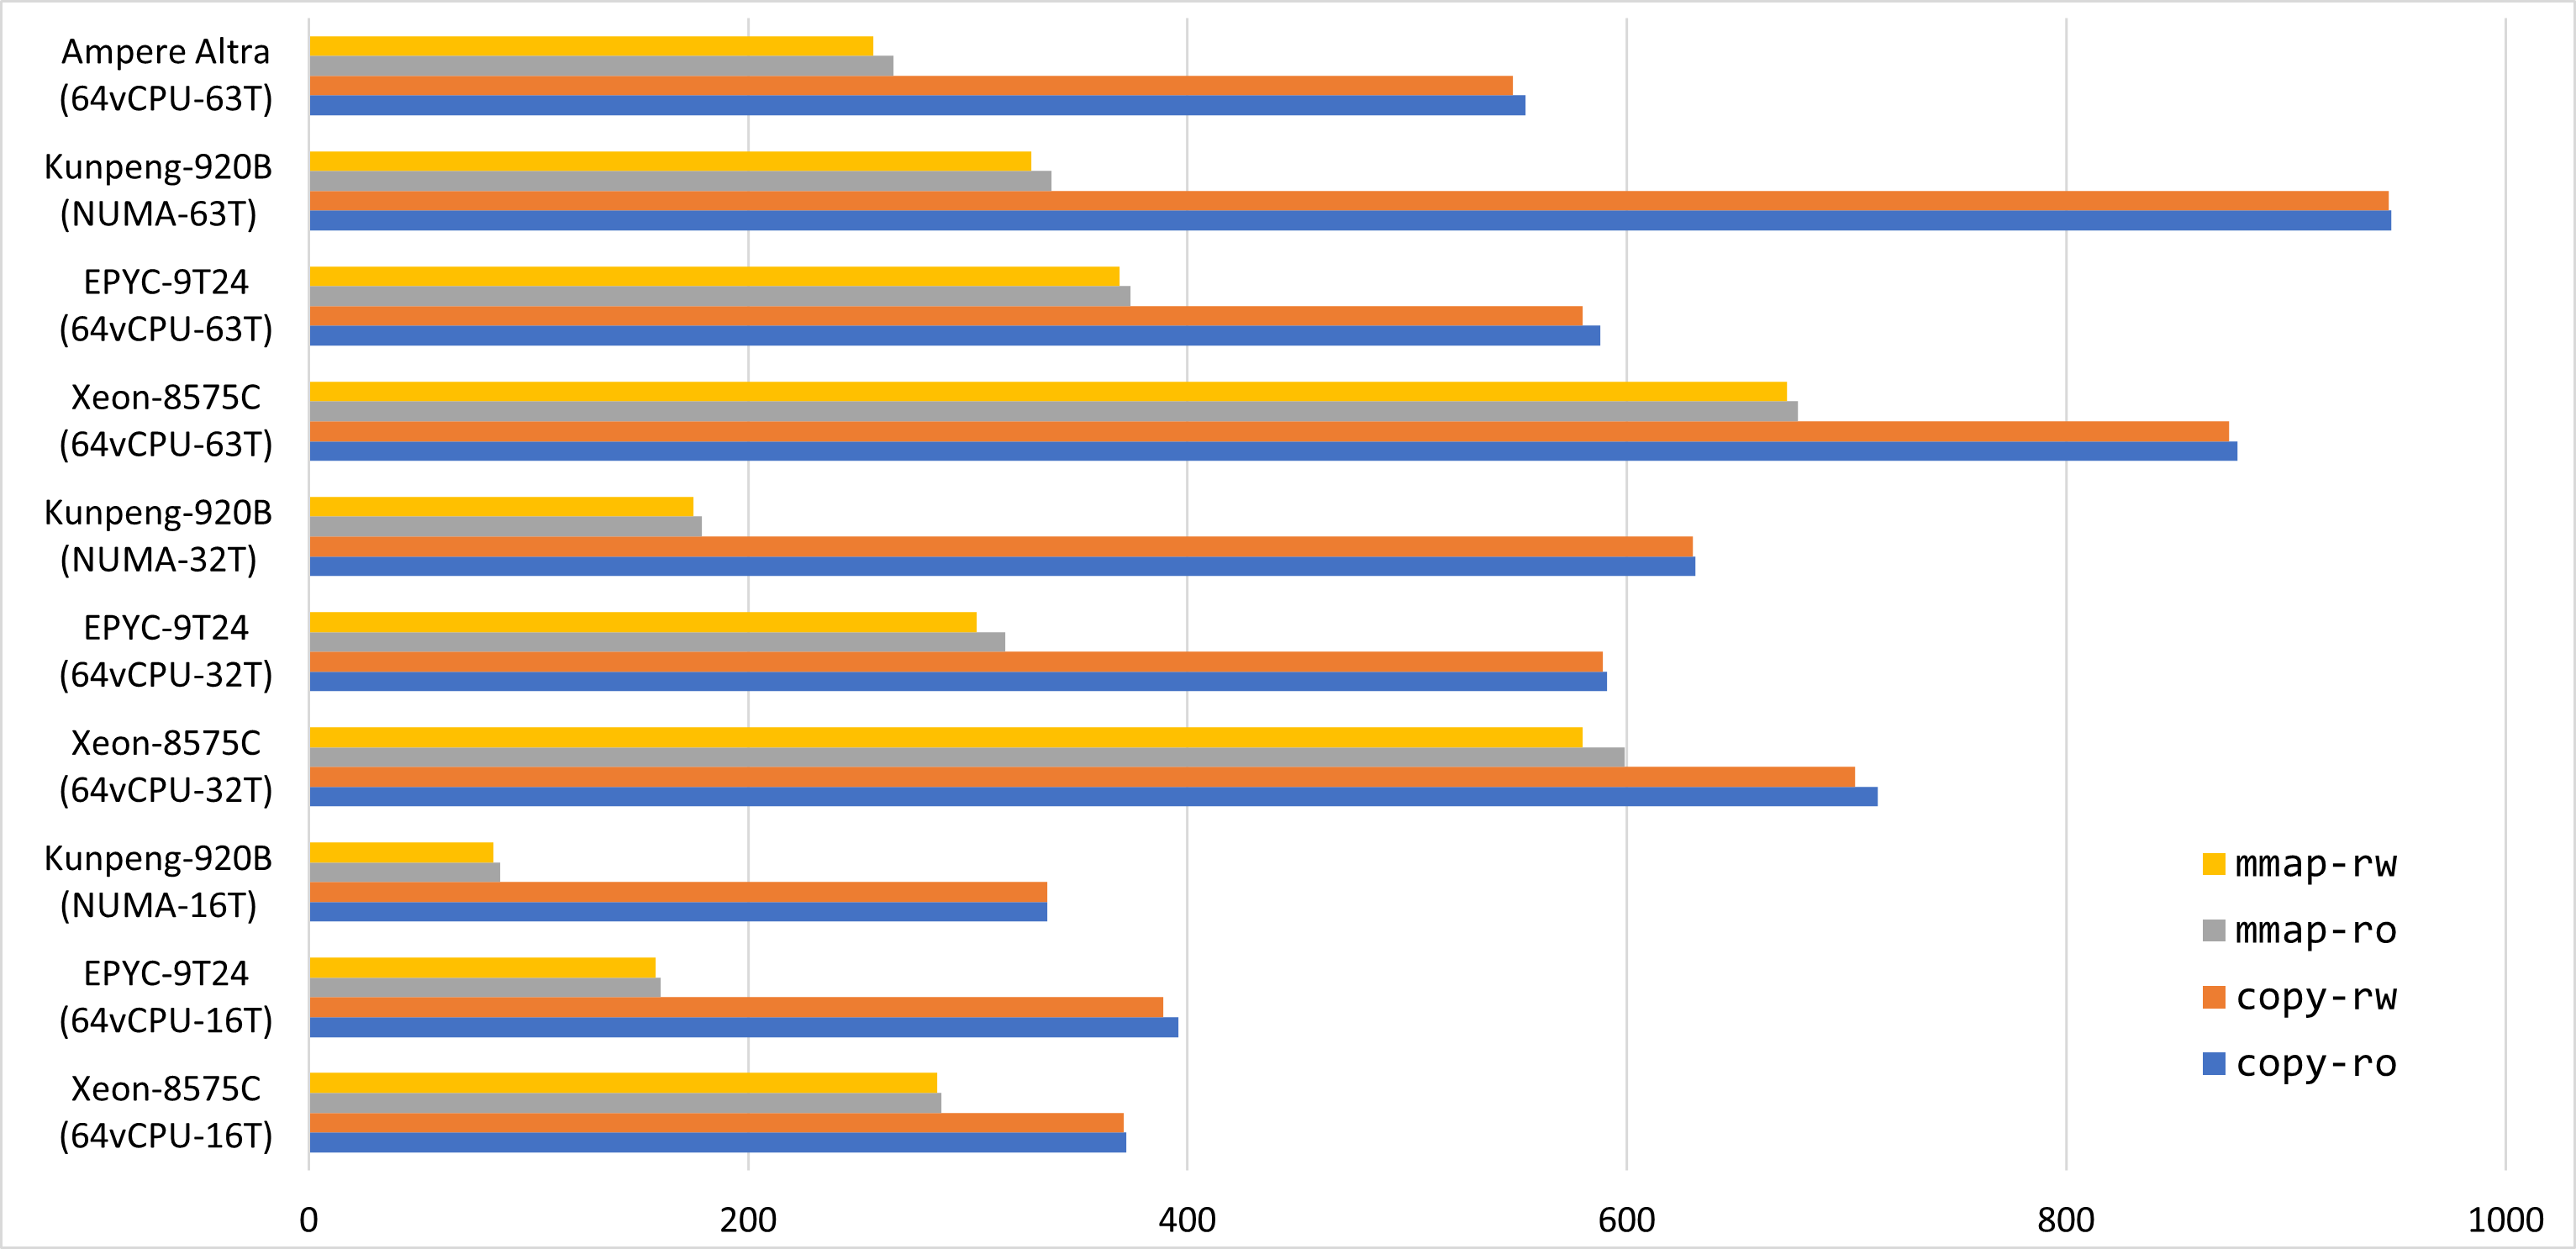 Ampere Altra
(64vCPU-63T)
Kunpeng-920B
(NUMA-63T)
EPYC-9T24
(64vCPU-63T)
Xeon-8575C
(64vCPU-63T)
Kunpeng-920B
(NUMA-32T)
EPYC-9T24
(64vCPU-32T)
Xeon-8575C
(64vCPU-32T)
Kunpeng-920B
(NUMA-16T)
EPYC-9T24
(64vCPU-16T)
Xeon-8575C
(64vCPU-16T)
mmap-rw
mmap-ro
copy-rw
copy-ro
0 200 400 600 800 1000